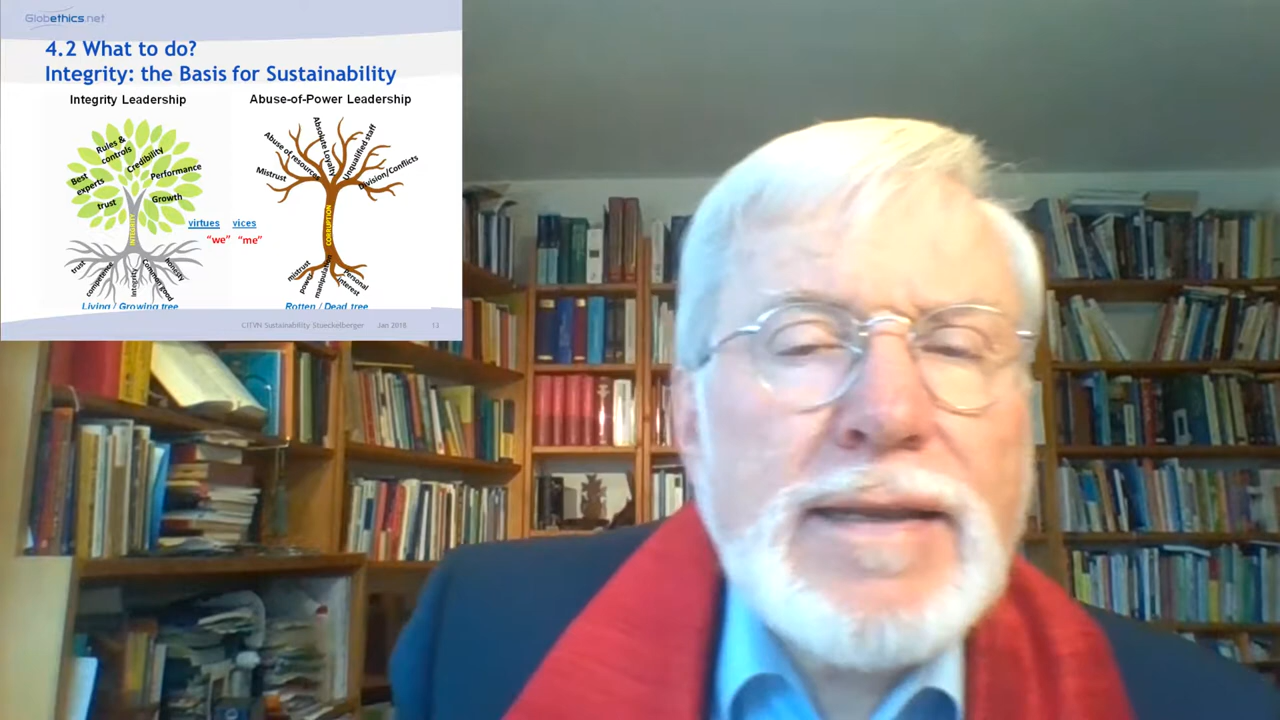 Globethics.net
4.2 What to do?
Integrity: the Basis for Sustainability
Integrity Leadership
Abuse-of-Power Leadership
Rules &
controls
Credibility
Best
experts
Performance
trust
Growth
INTEGRITY
trust
competence
Integrity
Common good
honesty
Living / Growing tree
virtues vices
"we" "me"
Mistrust
Abuse of resources
Absolute Loyalty
Unqualified staff
Division/Conflicts
CORRUPTION
mistrust
power
manipulation
personal
interest
Rotten / Dead tree
CITVN Sustainability Stueckelberger Jan 2018 13